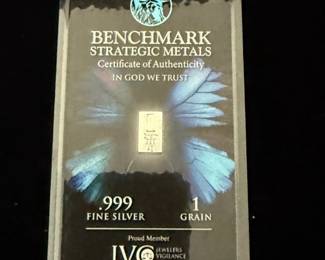 BENCHMARK
STRATEGIC METALS
Certificate of Authenticity
IN GOD WE TRUST
.999
FINE SILVER
1
GRAIN
Proud Member
JVC
JEWELERS
VIGILANCE